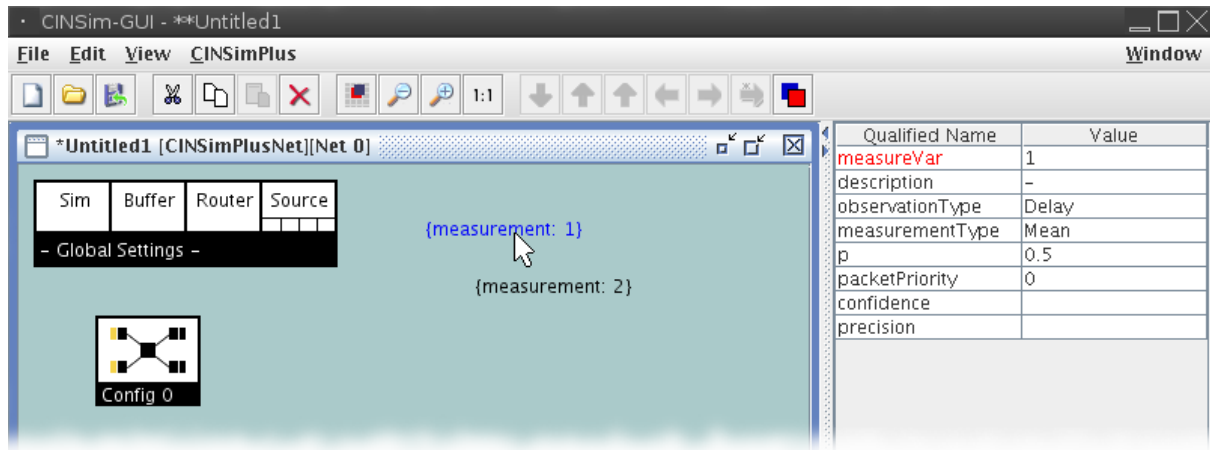 CINSim-GUI - **Untitled1
File Edit View CINSimPlus Window
1:1
*Untitled1 [CINSimPlusNet][Net 0]
Sim Buffer Router Source
- Global Settings -
{measurement: 1}
{measurement: 2}
Config 0
Qualified Name Value
measureVar 1
description -
observationType Delay
measurementType Mean
p 0.5
packetPriority 0
confidence
precision